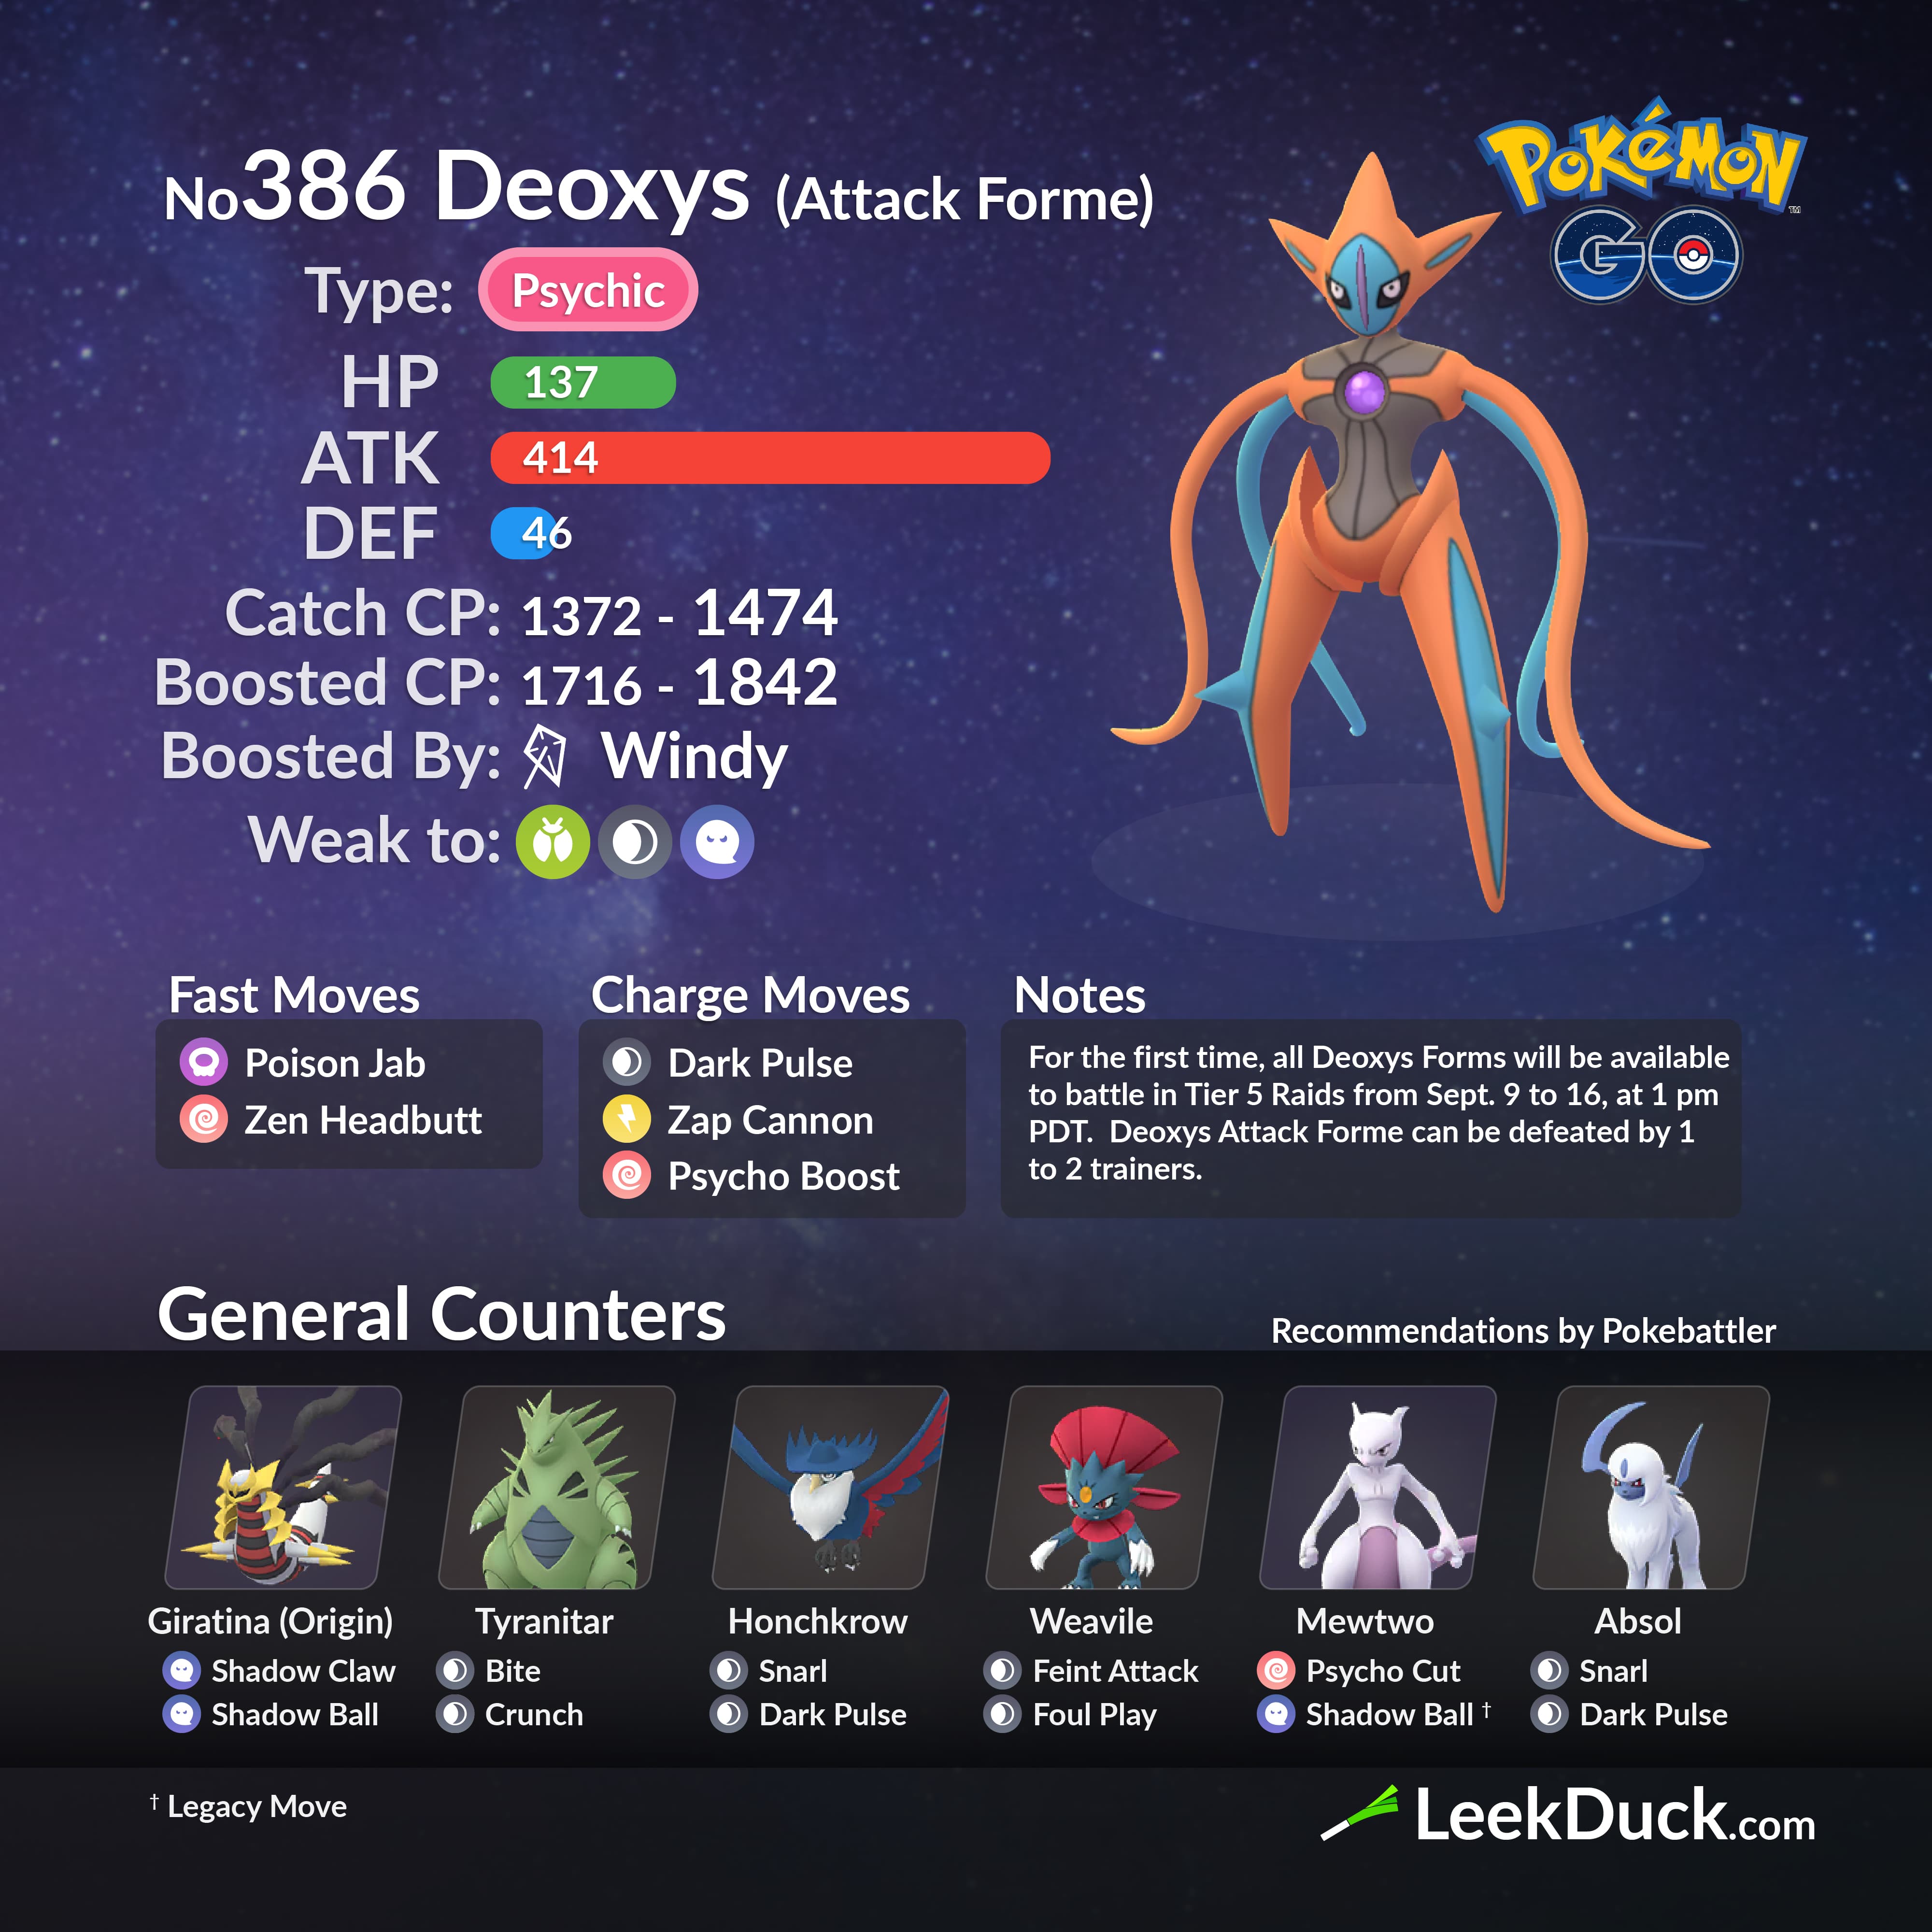 POKéMON
TM
GO
No386 Deoxys (Attack Forme)
Type: Psychic
HP 137
ATK 414
DEF 46
Catch CP: 1372 - 1474
Boosted CP: 1716 - 1842
Boosted By: Windy
Weak to:
Fast Moves
Poison Jab
Zen Headbutt
Charge Moves
Dark Pulse
Zap Cannon
Psycho Boost
Notes
For the first time, all Deoxys Forms will be available
to battle in Tier 5 Raids from Sept. 9 to 16, at 1 pm
PDT.  Deoxys Attack Forme can be defeated by 1
to 2 trainers.
General Counters
Recommendations by Pokebattler
Giratina (Origin)
Shadow Claw
Shadow Ball
Tyranitar
Bite
Crunch
Honchkrow
Snarl
Dark Pulse
Weavile
Feint Attack
Foul Play
Mewtwo
Psycho Cut
Shadow Ball †
Absol
Snarl
Dark Pulse
† Legacy Move
LeekDuck.com